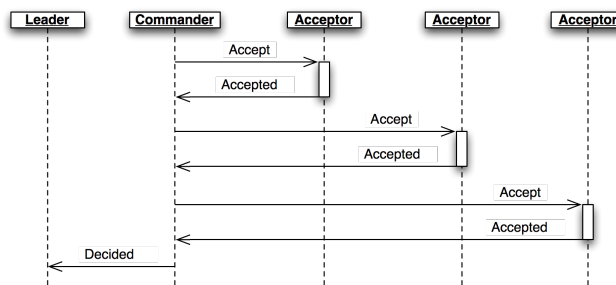 Leader Commander Acceptor Acceptor Acceptor
Accept
Accepted
Accept
Accepted
Accept
Accepted
Decided